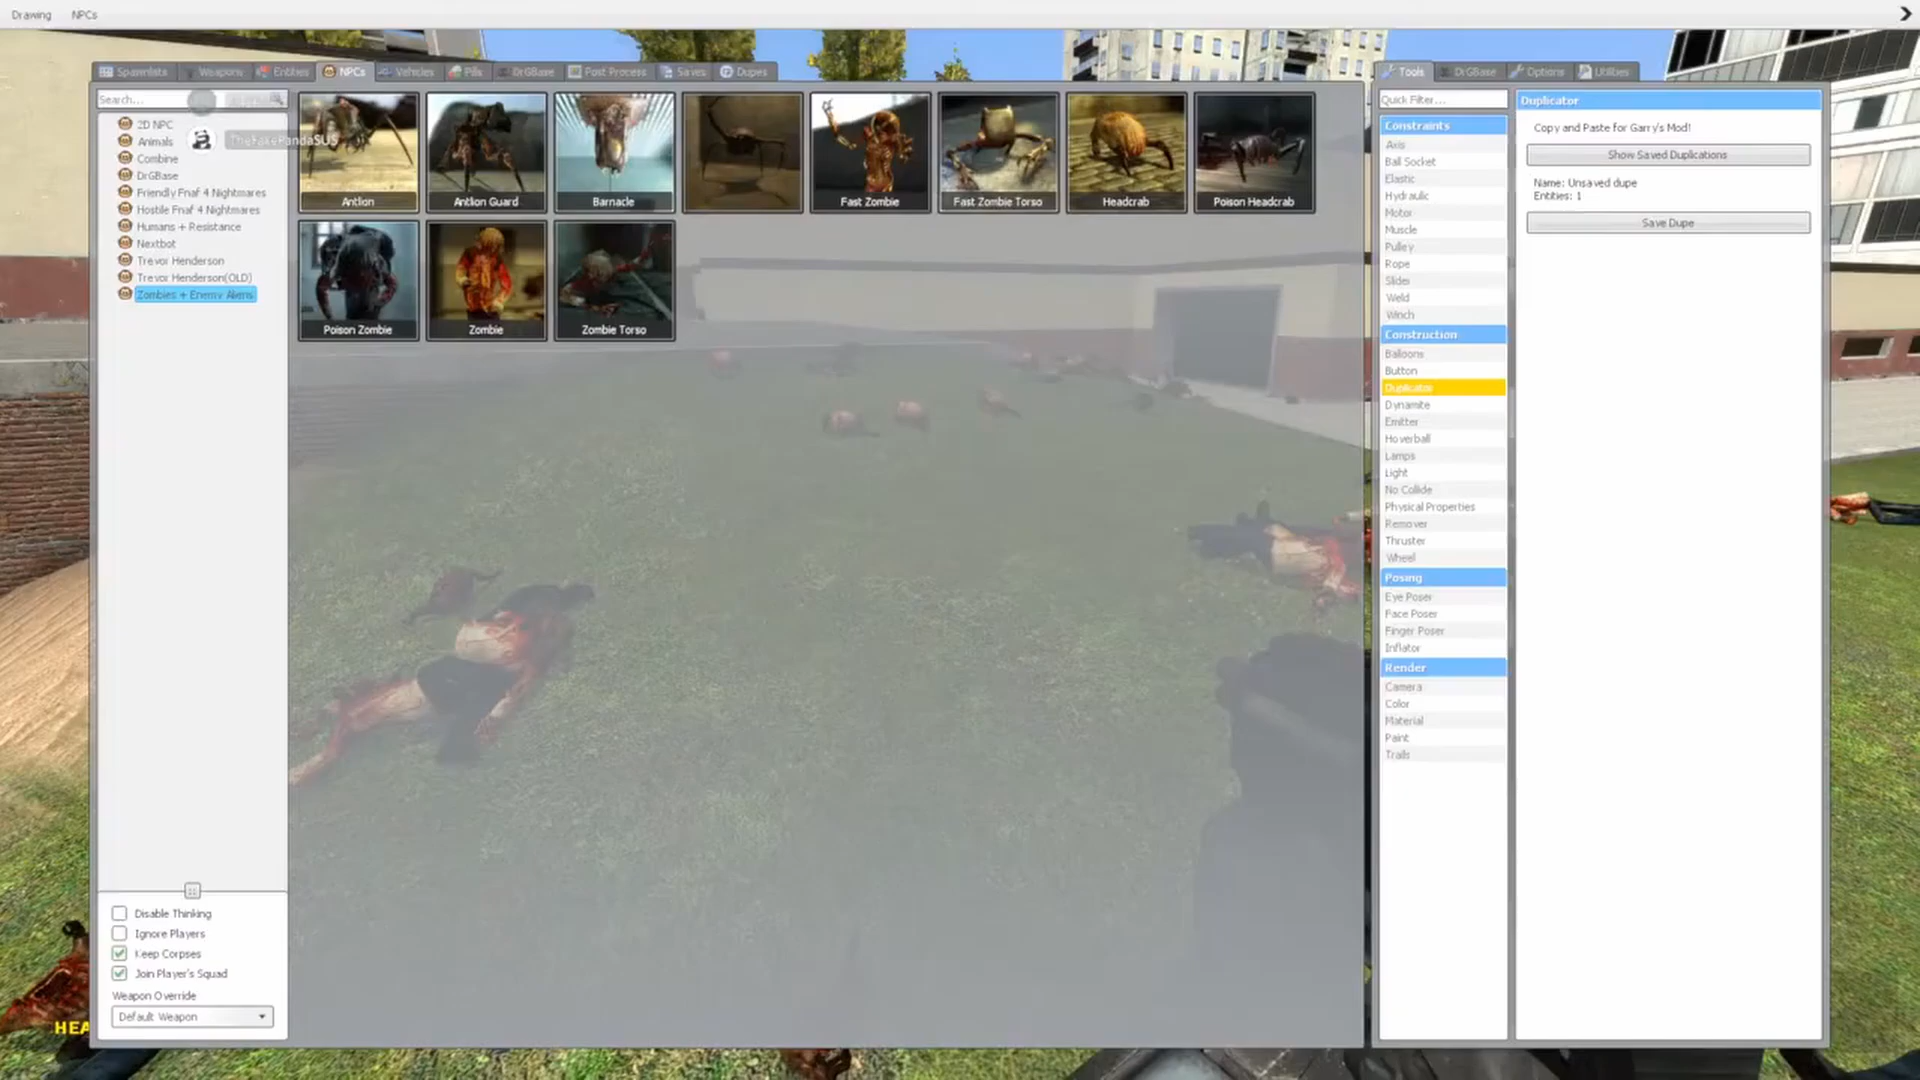 Drawing NPCs
Spawnlists Weapons Entities NPCs Vehicles Pills DrGBase Post Process Saves Dupes
Search...
2D NPC
Animals
TheFakePandaSUS
Combine
DrGBase
Friendly Fnaf 4 Nightmares
Hostile Fnaf 4 Nightmares
Humans + Resistance
Nextbot
Trevor Henderson
Trevor Henderson(OLD)
Zombies + Enemy Aliens
Antlion
Antlion Guard
Barnacle
Fast Zombie
Fast Zombie Torso
Headcrab
Poison Headcrab
Poison Zombie
Zombie
Zombie Torso
Disable Thinking
Ignore Players
Keep Corpses
Join Player's Squad
Weapon Override
Default Weapon
HEA
Tools DrGBase Options Utilities
Quick Filter...
Constraints
Axis
Ball Socket
Elastic
Hydraulic
Motor
Muscle
Pulley
Rope
Slider
Weld
Winch
Construction
Balloons
Button
Duplicator
Dynamite
Emitter
Hoverball
Lamps
Light
No Collide
Physical Properties
Remover
Thruster
Wheel
Posing
Eye Poser
Face Poser
Finger Poser
Inflator
Render
Camera
Color
Material
Paint
Trails
Duplicator
Copy and Paste for Garry's Mod!
Show Saved Duplications
Name: Unsaved dupe
Entities: 1
Save Dupe